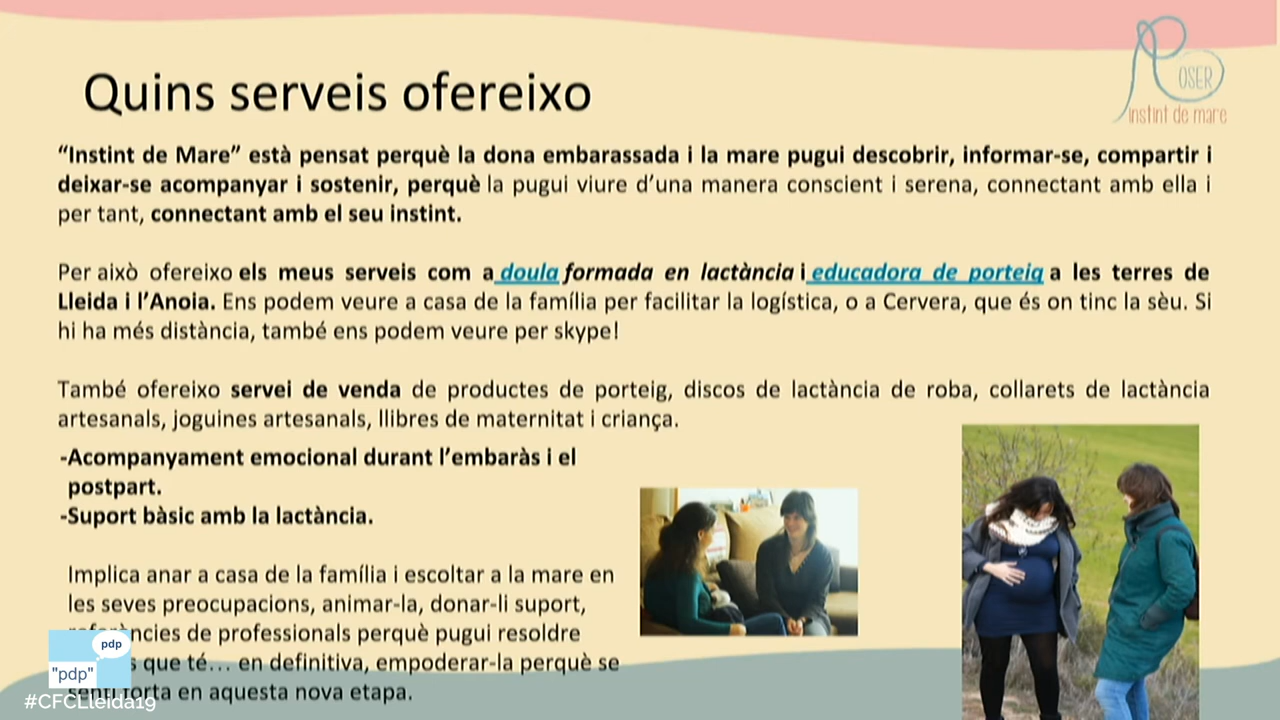 Quins serveis ofereixo
OSER
instint de mare
“Instint de Mare” està pensat perquè la dona embarassada i la mare pugui descobrir, informar-se, compartir i
deixar-se acompanyar i sostenir, perquè la pugui viure d’una manera conscient i serena, connectant amb ella i
per tant, connectant amb el seu instint.
Per això ofereixo els meus serveis com a doula formada en lactància i educadora de porteig a les terres de
Lleida i l’Anoia. Ens podem veure a casa de la família per facilitar la logística, o a Cervera, que és on tinc la sèu. Si
hi ha més distància, també ens podem veure per skype!
També ofereixo servei de venda de productes de porteig, discos de lactància de roba, collarets de lactància
artesanals, joguines artesanals, llibres de maternitat i criança.
-Acompanyament emocional durant l’embaràs i el
postpart.
-Suport bàsic amb la lactància.
Implica anar a casa de la família i escoltar a la mare en
les seves preocupacions, animar-la, donar-li suport,
referències de professionals perquè pugui resoldre
que té... en definitiva, empoderar-la perquè se
senti forta en aquesta nova etapa.
pdp
"pdp"
#CFCLleida19